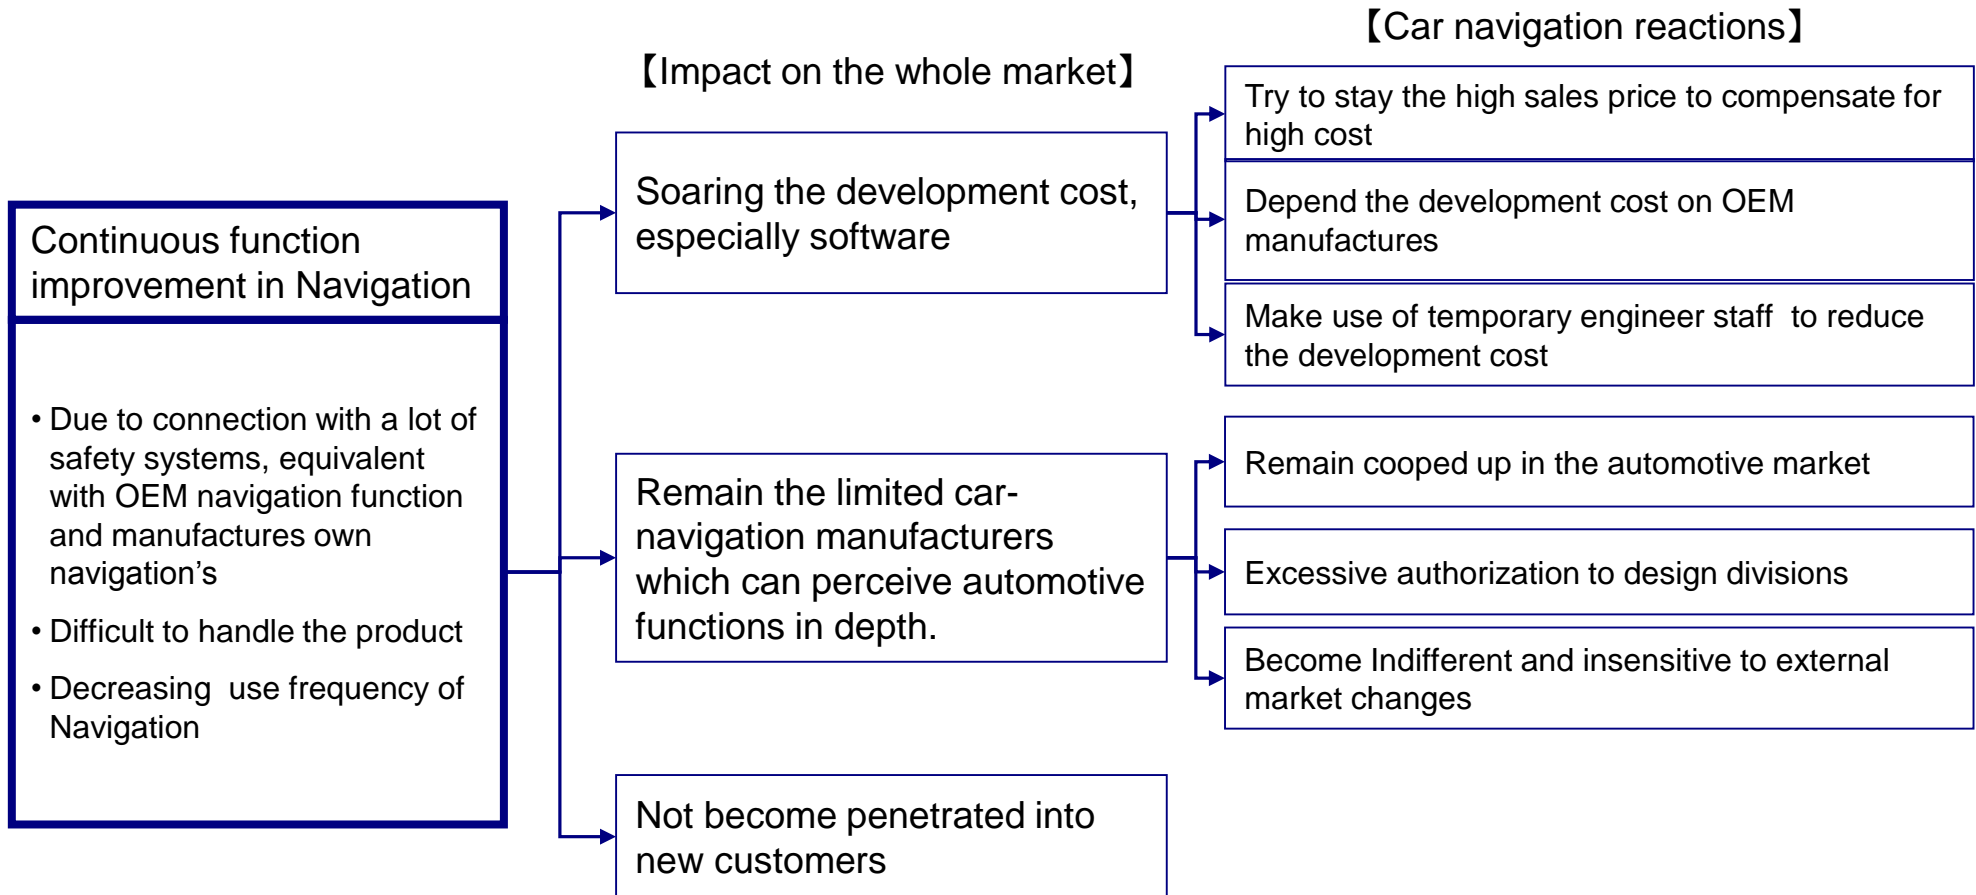 【Car navigation reactions】
【Impact on the whole market】
Continuous function
improvement in Navigation
• Due to connection with a lot of
safety systems, equivalent
with OEM navigation function
and manufactures own
navigation’s
• Difficult to handle the product
• Decreasing  use frequency of
Navigation
Soaring the development cost,
especially software
Remain the limited car-
navigation manufacturers
which can perceive automotive
functions in depth.
Not become penetrated into
new customers
Try to stay the high sales price to compensate for
high cost
Depend the development cost on OEM
manufactures
Make use of temporary engineer staff  to reduce
the development cost
Remain cooped up in the automotive market
Excessive authorization to design divisions
Become Indifferent and insensitive to external
market changes